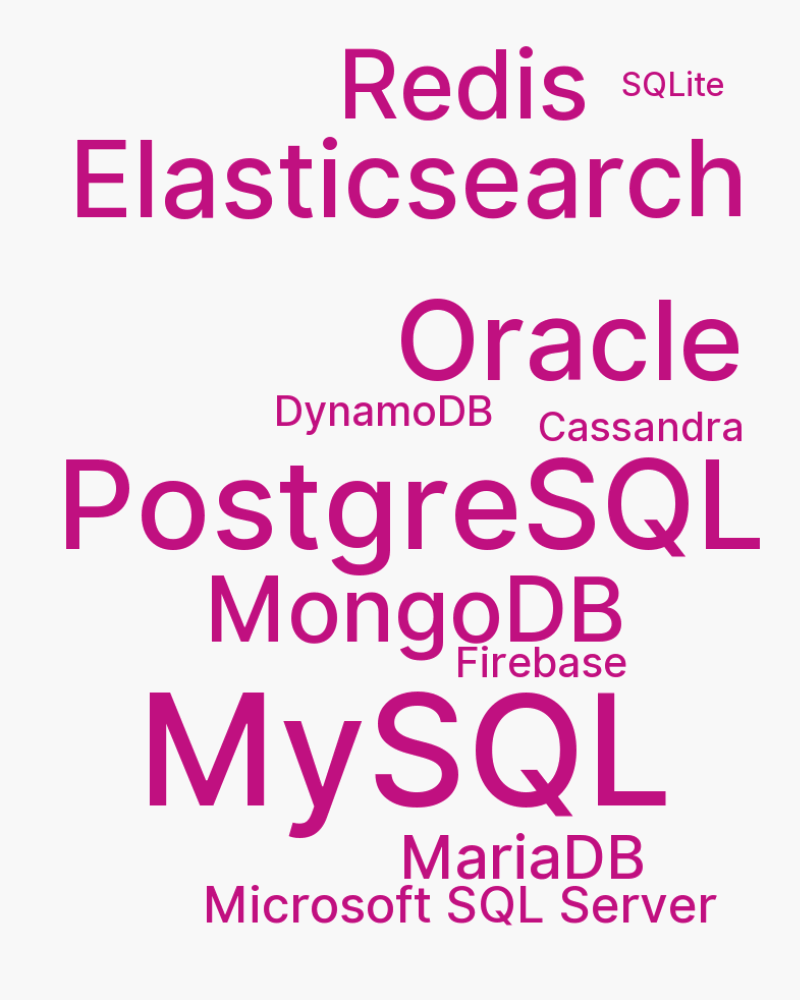 Redis SQLite
Elasticsearch
Oracle
DynamoDB
Cassandra
PostgreSQL
MongoDB
Firebase
MySQL
MariaDB
Microsoft SQL Server